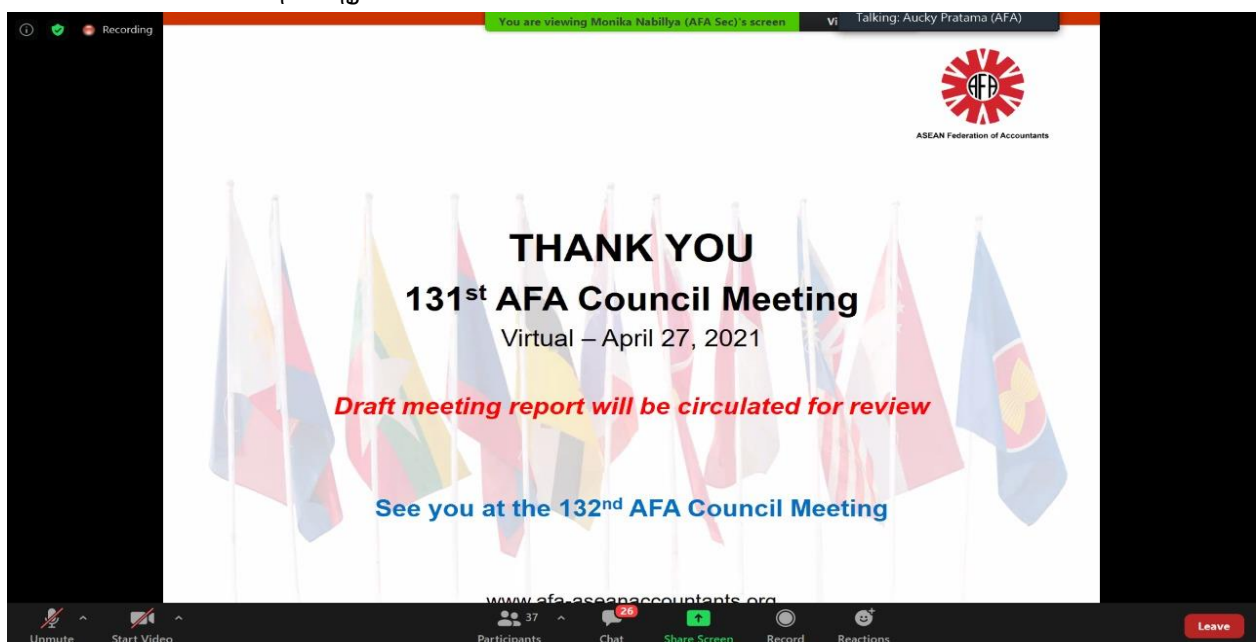 You are viewing Monika Nabillya (AFA Sec)'s screen
Vi
Talking: Aucky Pratama (AFA)
Recording
AFA
ASEAN Federation of Accountants
THANK YOU
131st AFA Council Meeting
Virtual – April 27, 2021
Draft meeting report will be circulated for review
See you at the 132nd AFA Council Meeting
www.afa-aseanaccountants.org
Unmute
Start Video
37
Participants
26
Chat
Share Screen
Record
Reactions
Leave